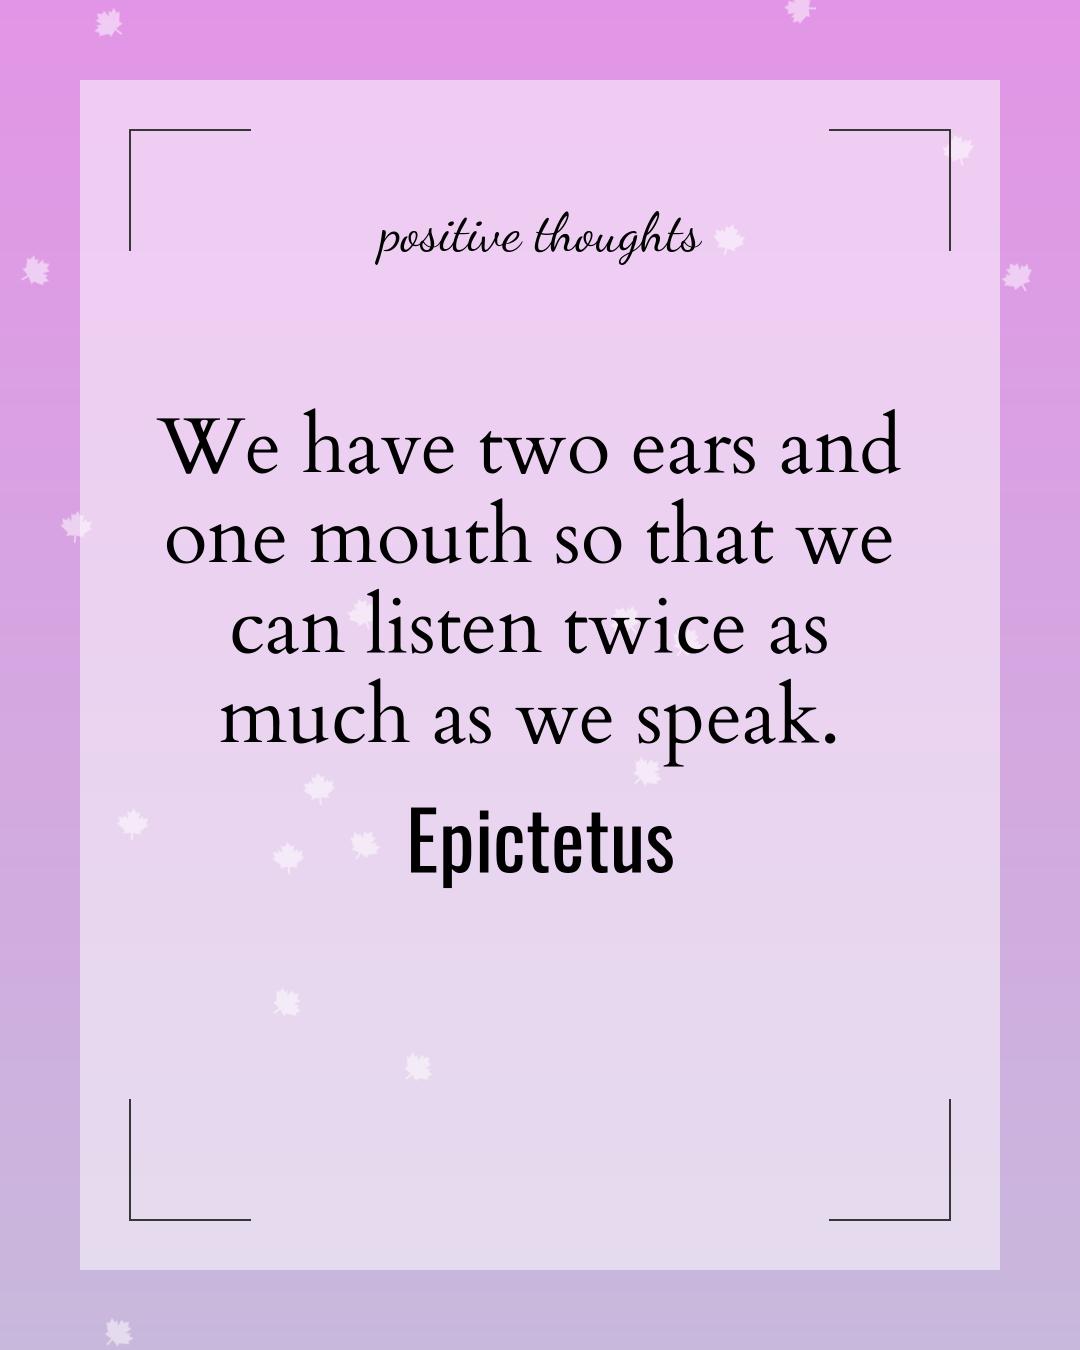 positive thoughts
We have two ears and
one mouth so that we
can listen twice as
much as we speak.
Epictetus